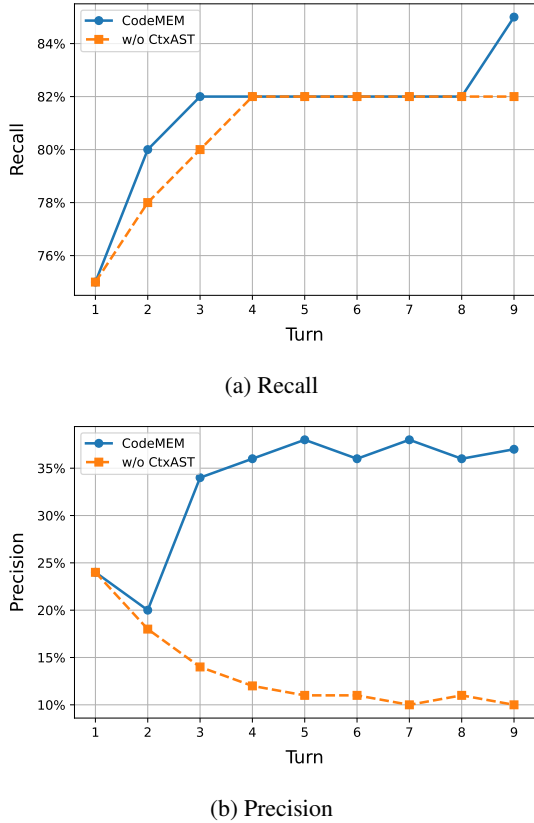 CodeMEM
w/o CtxAST
84%
82%
80%
78%
76%
Recall
1 2 3 4 5 6 7 8 9
Turn
(a) Recall
CodeMEM
w/o CtxAST
35%
30%
25%
20%
15%
10%
Precision
1 2 3 4 5 6 7 8 9
Turn
(b) Precision